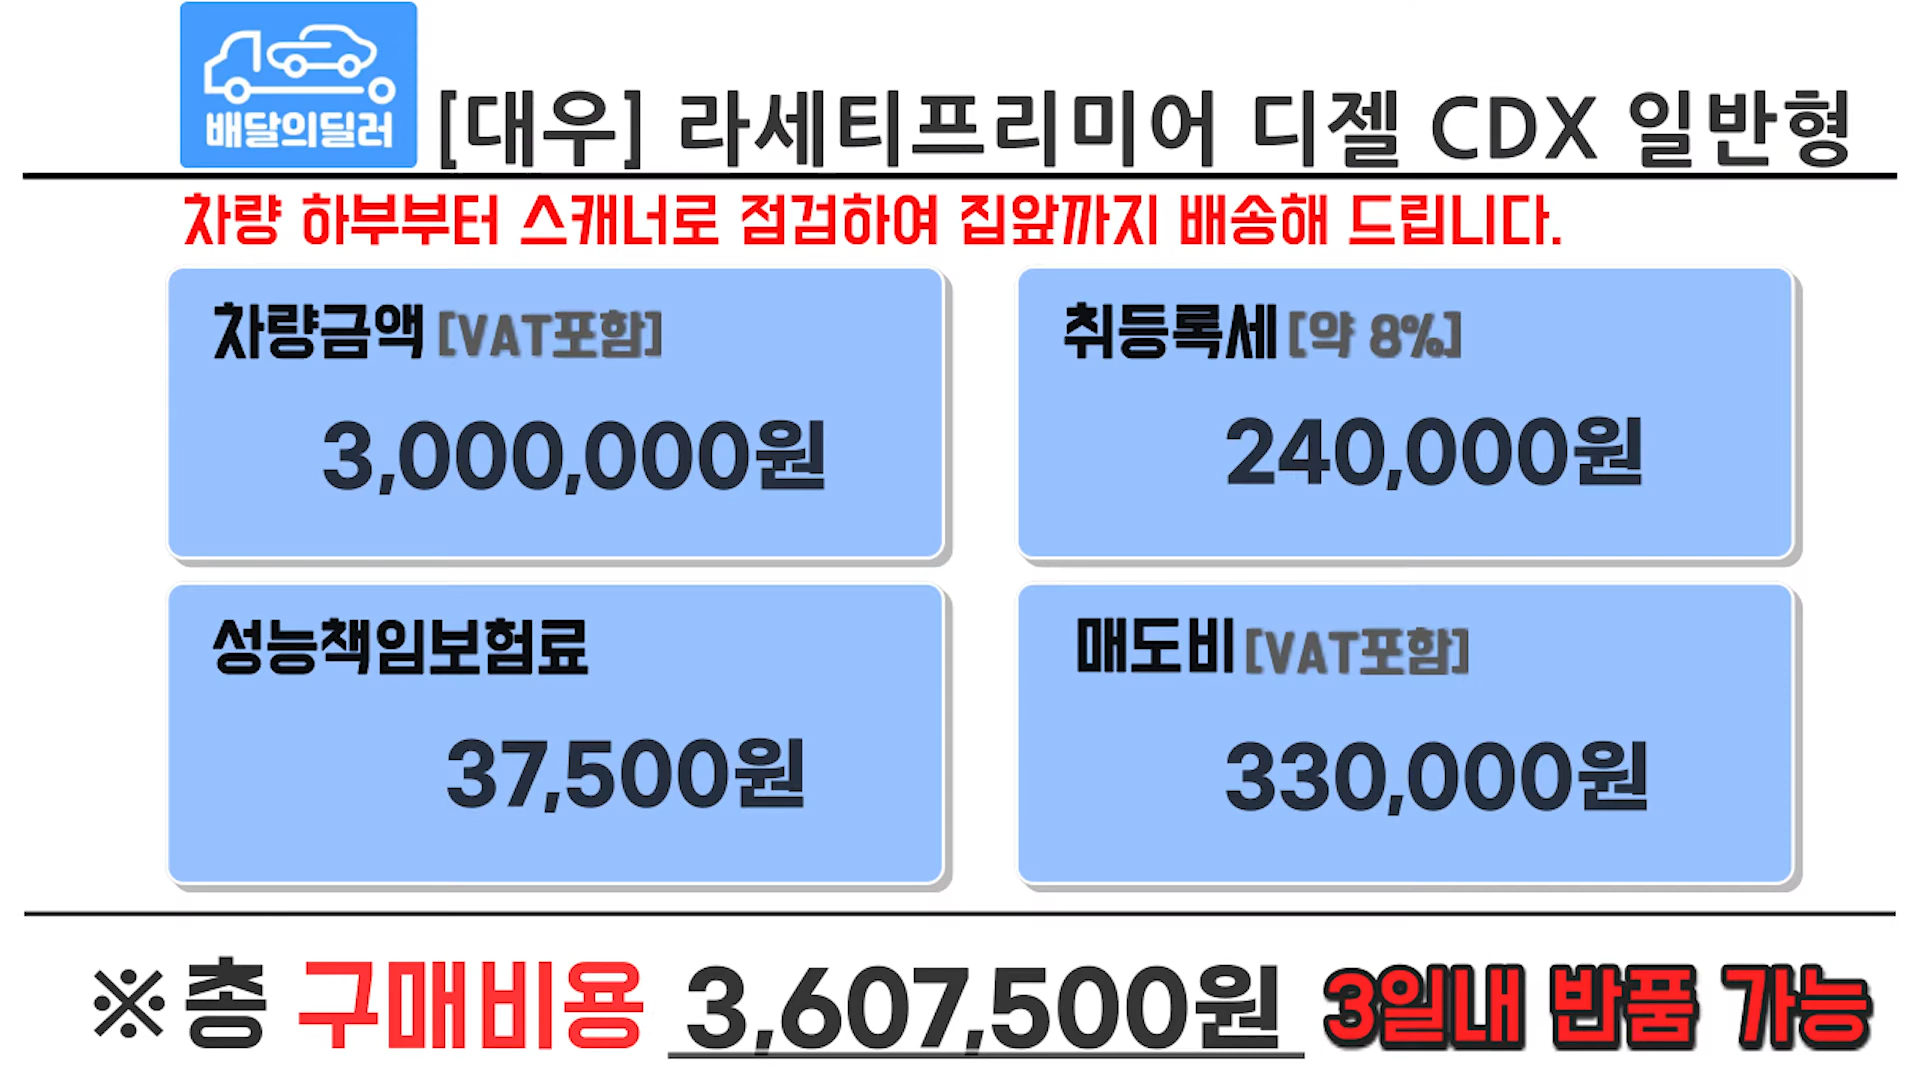 배달의딜러
[대우] 라세티프리미어 디젤 CDX 일반형
차량 하부부터 스캐너로 점검하여 집앞까지 배송해 드립니다.
차량금액 [VAT포함]
3,000,000원
취등록세 [약 8%]
240,000원
성능책임보험료
37,500원
매도비 [VAT포함]
330,000원
※총 구매비용 3,607,500원 3일내 반품 가능